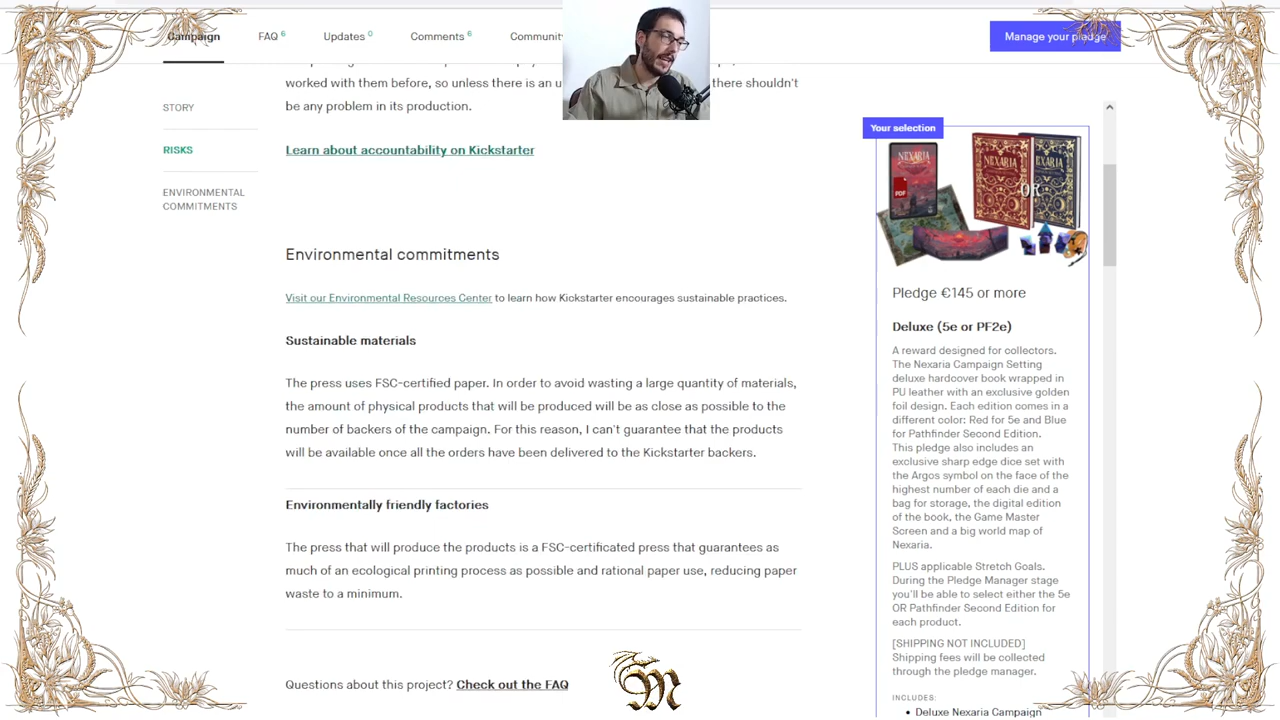 Campaign
FAQ 6
Updates 0
Comments 6
Community
Manage your pledge
worked with them before, so unless there is an u
there shouldn't
be any problem in its production.
Learn about accountability on Kickstarter
STORY
RISKS
ENVIRONMENTAL
COMMITMENTS
Environmental commitments
Visit our Environmental Resources Center to learn how Kickstarter encourages sustainable practices.
Sustainable materials
The press uses FSC-certified paper. In order to avoid wasting a large quantity of materials,
the amount of physical products that will be produced will be as close as possible to the
number of backers of the campaign. For this reason, I can't guarantee that the products
will be available once all the orders have been delivered to the Kickstarter backers.
Environmentally friendly factories
The press that will produce the products is a FSC-certificated press that guarantees as
much of an ecological printing process as possible and rational paper use, reducing paper
waste to a minimum.
Questions about this project? Check out the FAQ
Your selection
NEXARIA
PDF
NEXARIA
OR
Pledge €145 or more
Deluxe (5e or PF2e)
A reward designed for collectors.
The Nexaria Campaign Setting
deluxe hardcover book wrapped in
PU leather with an exclusive golden
foil design. Each edition comes in a
different color: Red for 5e and Blue
for Pathfinder Second Edition.
This pledge also includes an
exclusive sharp edge dice set with
the Argos symbol on the face of the
highest number of each die and a
bag for storage, the digital edition
of the book, the Game Master
Screen and a big world map of
Nexaria.
PLUS applicable Stretch Goals.
During the Pledge Manager stage
you'll be able to select either the 5e
OR Pathfinder Second Edition for
each product.
[SHIPPING NOT INCLUDED]
Shipping fees will be collected
through the pledge manager.
INCLUDES:
• Deluxe Nexaria Campaign